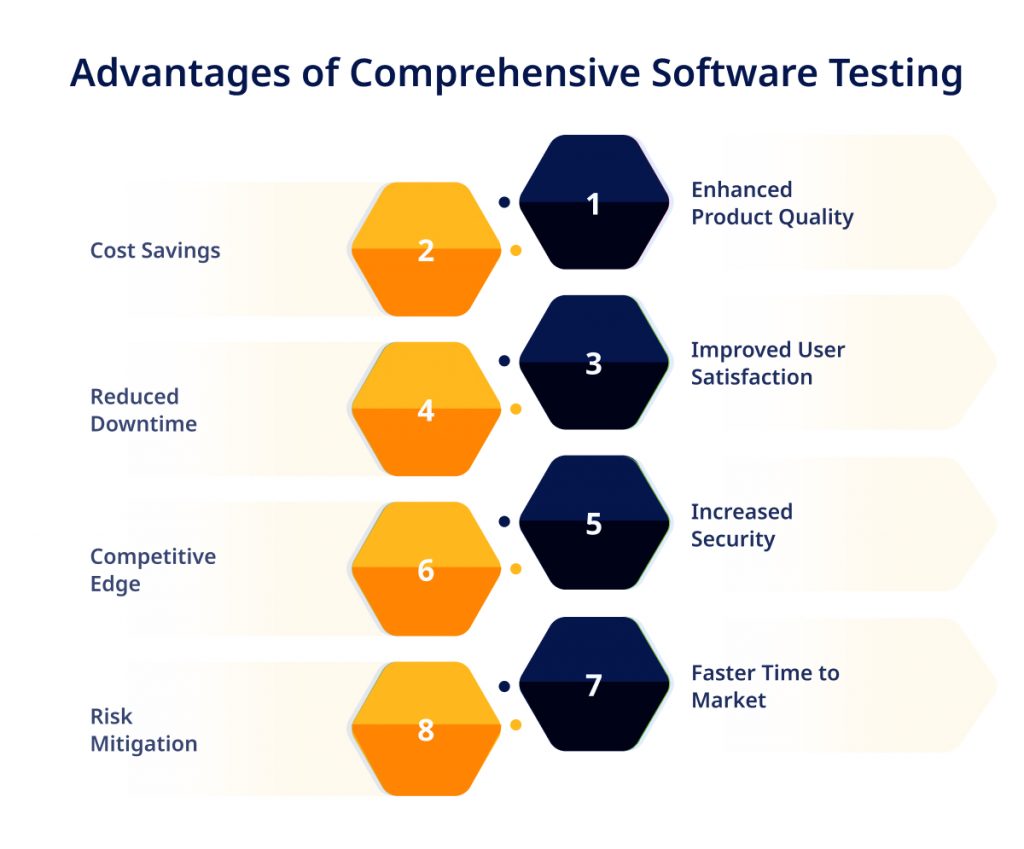 Advantages of Comprehensive Software Testing
1
Enhanced
Product Quality
2
Cost Savings
3
Improved User
Satisfaction
4
Reduced
Downtime
5
Increased
Security
6
Competitive
Edge
7
Faster Time to
Market
8
Risk
Mitigation